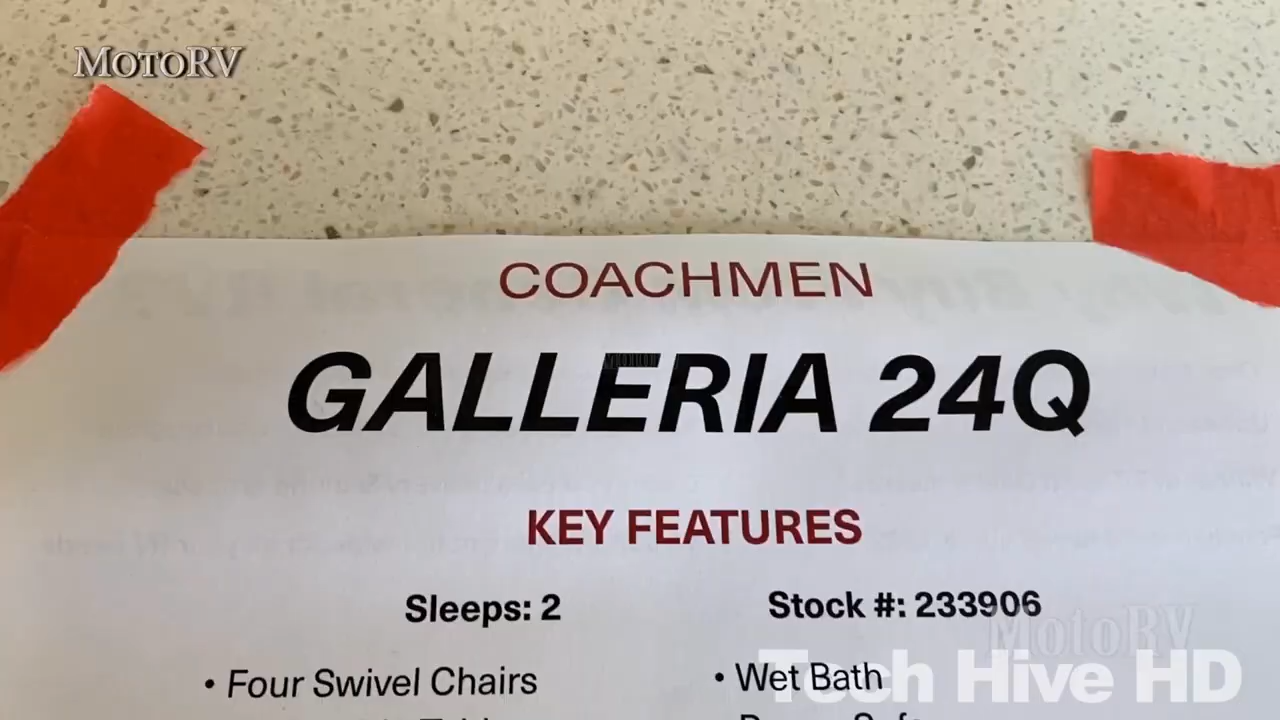 MOTORV
COACHMEN
GALLERIA 24Q
KEY FEATURES
Sleeps: 2
Stock #: 233906
MotoRV
• Four Swivel Chairs
• Wet Bath
Tech Hive HD